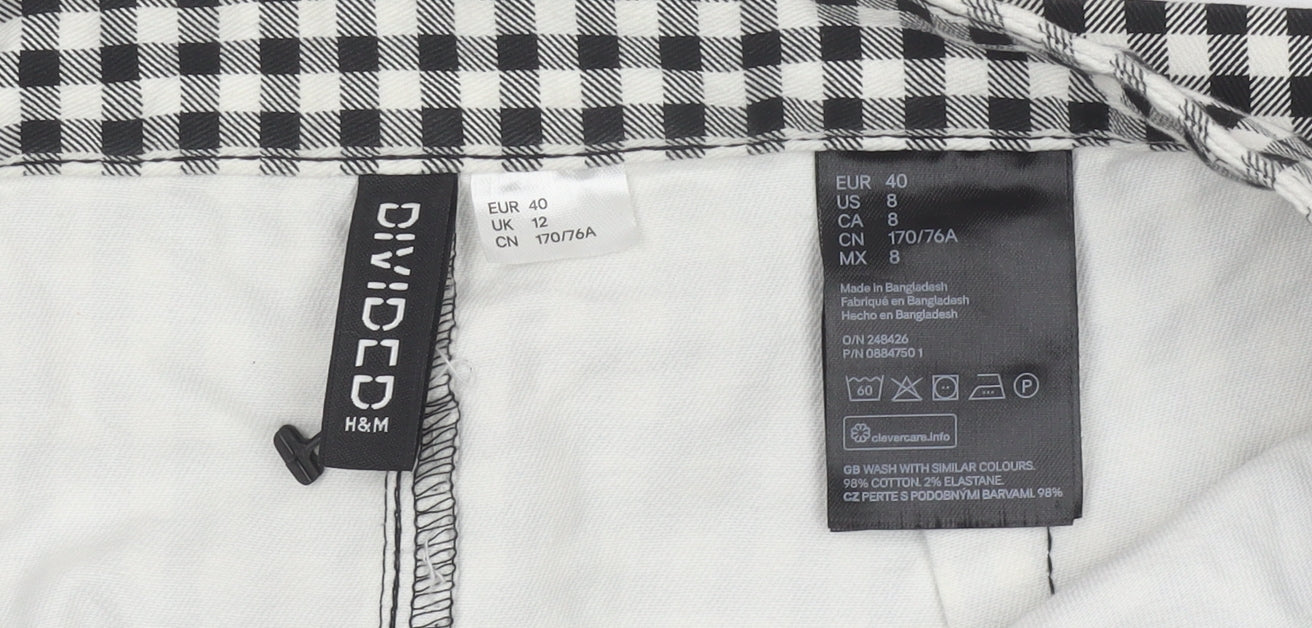 DIVIDED
H&M
EUR 40
UK 12
CN 170/76A
EUR 40
US 8
CA 8
CN 170/76A
MX 8
Made in Bangladesh
Fabriqué en Bangladesh
Hecho en Bangladesh
O/N 248426
P/N 0884750 1
60
P
clevercare.info
GB WASH WITH SIMILAR COLOURS.
98% COTTON. 2% ELASTANE.
CZ PERTE S PODOBNÝMI BARVAMI. 98%